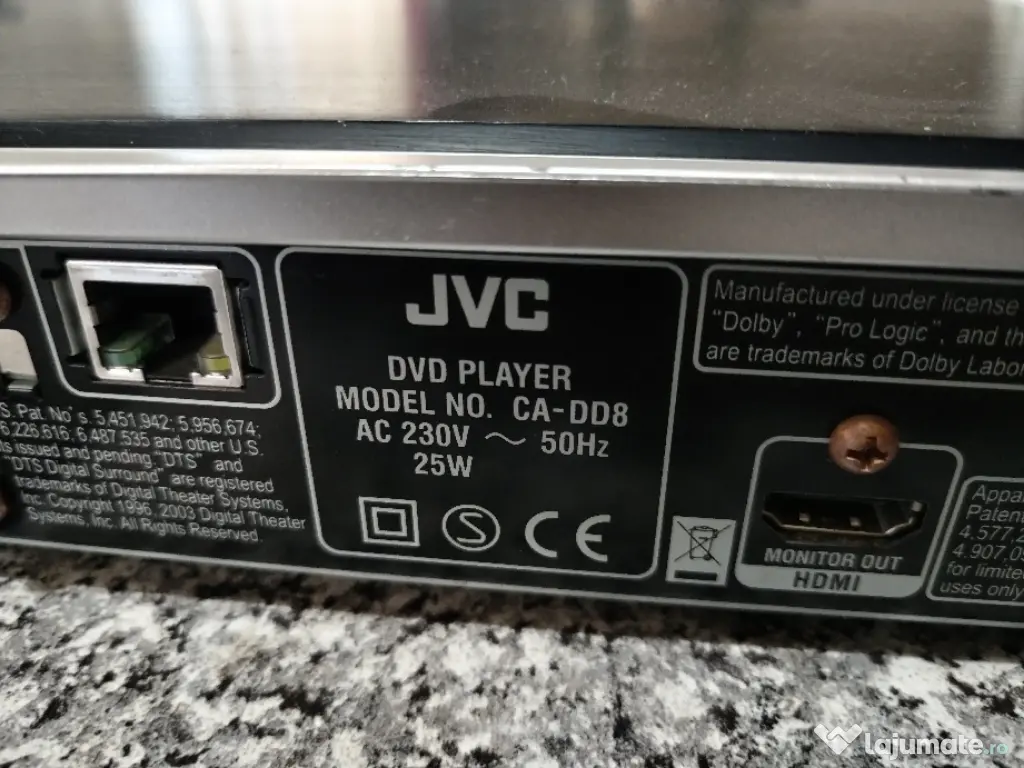 JVC
DVD PLAYER
MODEL NO. CA-DD8
AC 230V ～ 50Hz
25W
S
CE
S. Pat. No's. 5,451,942; 5,956,674;
6,226,616; 6,487,535 and other U.S.
issued and pending. "DTS" and
"DTS Digital Surround" are registered
trademarks of Digital Theater Systems,
Inc. Copyright 1996, 2003 Digital Theater
Systems, Inc. All Rights Reserved.
Manufactured under license
"Dolby", "Pro Logic", and th
are trademarks of Dolby Labor
MONITOR OUT
HDMI
Appa
Patent
4,577,2
4,907,0
for limite
uses only
Lajumate.ro